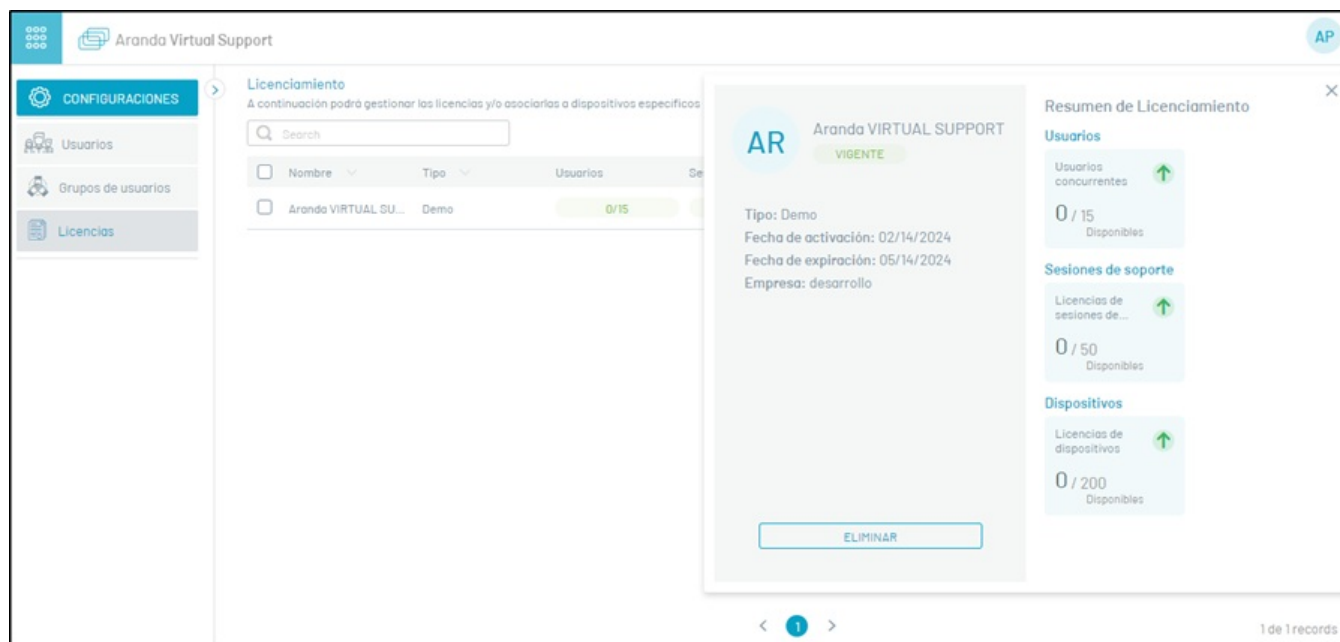 Aranda Virtual Support
AP
CONFIGURACIONES
Usuarios
Grupos de usuarios
Licencias
Licenciamiento
A continuación podrá gestionar las licencias y/o asociarlas a dispositivos específicos
Search
Nombre Tipo Usuarios Se
Aranda VIRTUAL SU... Demo 0/15
AR
Aranda VIRTUAL SUPPORT
VIGENTE
Tipo: Demo
Fecha de activación: 02/14/2024
Fecha de expiración: 05/14/2024
Empresa: desarrollo
ELIMINAR
Resumen de Licenciamiento
Usuarios
Usuarios
concurrentes
0 / 15
Disponibles
Sesiones de soporte
Licencias de
sesiones de...
0 / 50
Disponibles
Dispositivos
Licencias de
dispositivos
0 / 200
Disponibles
1
1 de 1 records